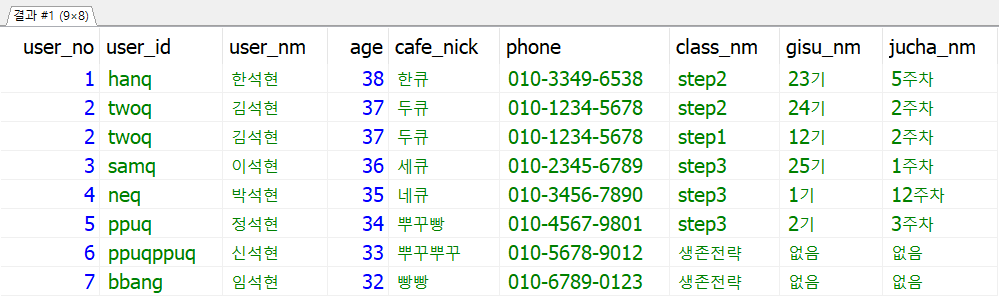 결과 #1 (9×8)
user_no user_id user_nm age cafe_nick phone class_nm gisu_nm jucha_nm
1 hanq 한석현 38 한큐 010-3349-6538 step2 23기 5주차
2 twoq 김석현 37 두큐 010-1234-5678 step2 24기 2주차
2 twoq 김석현 37 두큐 010-1234-5678 step1 12기 2주차
3 samq 이석현 36 세큐 010-2345-6789 step3 25기 1주차
4 neq 박석현 35 네큐 010-3456-7890 step3 1기 12주차
5 ppuq 정석현 34 뿌꾸빵 010-4567-9801 step3 2기 3주차
6 ppuqppuq 신석현 33 뿌꾸뿌꾸 010-5678-9012 생존전략 없음 없음
7 bbang 임석현 32 빵빵 010-6789-0123 생존전략 없음 없음